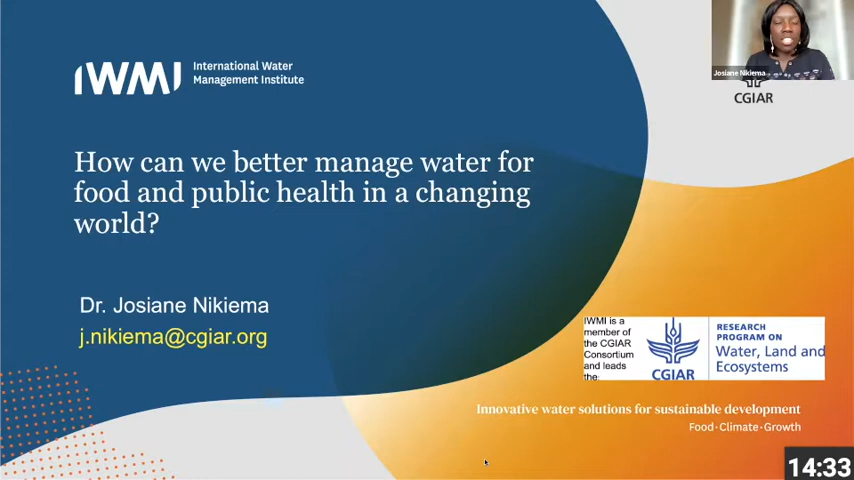 IWMI
International Water
Management Institute
Josiane Nikiema
CGIAR
How can we better manage water for
food and public health in a changing
world?
Dr. Josiane Nikiema
j.nikiema@cgiar.org
IWMI is a
member of
the CGIAR
Consortium
and leads
the:
CGIAR
RESEARCH
PROGRAM ON
Water, Land and
Ecosystems
Innovative water solutions for sustainable development
Food·Climate·Growth
14:33